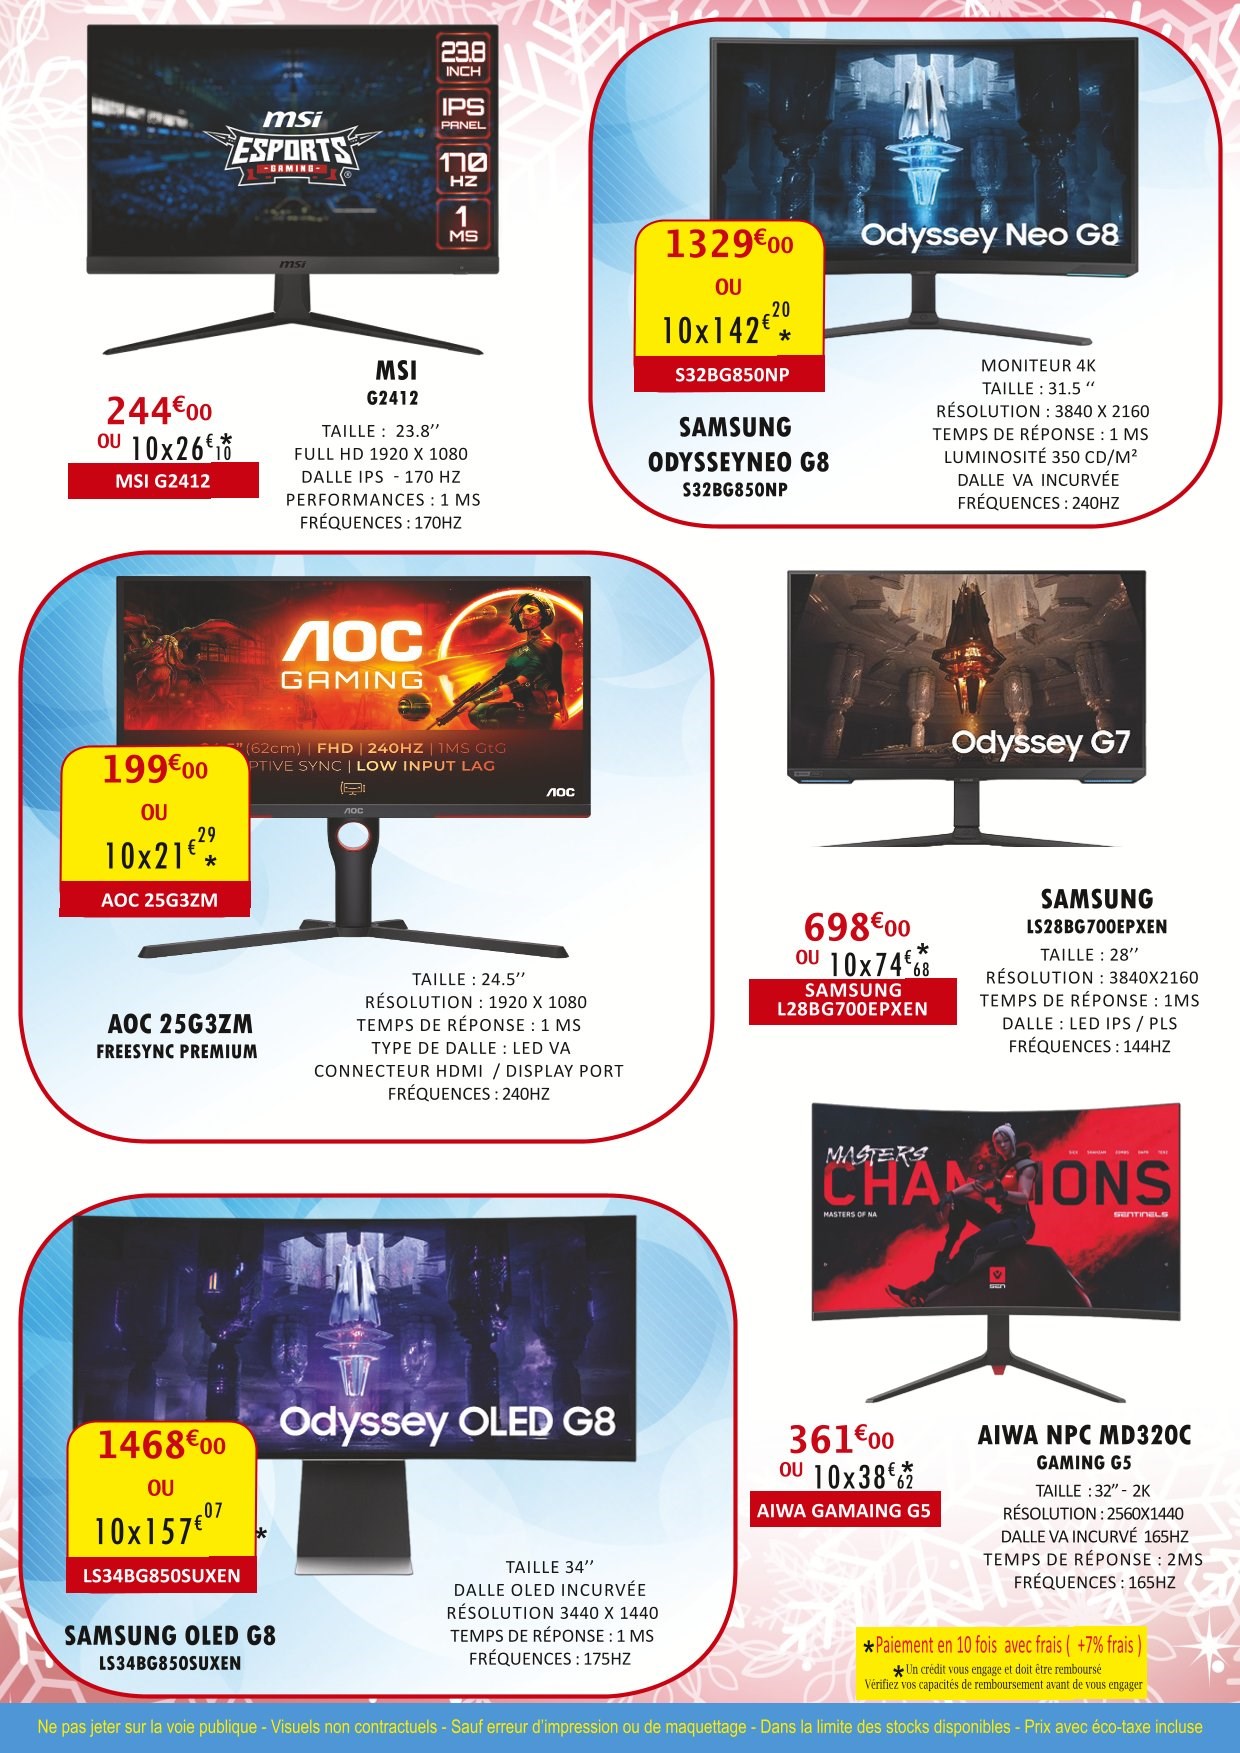 msi
ESPORTS
GAMING
23.8
INCH
IPS
PANEL
170
HZ
1
MS
msi
MSI
G2412
244€00
OU 10x26€10*
MSI G2412
TAILLE : 23.8’’
FULL HD 1920 X 1080
DALLE IPS - 170 HZ
PERFORMANCES : 1 MS
FRÉQUENCES : 170HZ
Odyssey Neo G8
1329€00
OU
10x142€20*
S32BG850NP
SAMSUNG
ODYSSEYNEO G8
S32BG850NP
MONITEUR 4K
TAILLE : 31.5 ‘‘
RÉSOLUTION : 3840 X 2160
TEMPS DE RÉPONSE : 1 MS
LUMINOSITÉ 350 CD/M²
DALLE VA INCURVÉE
FRÉQUENCES : 240HZ
AOC
GAMING
(62cm) | FHD | 240HZ | 1MS GtG
PTIVE SYNC | LOW INPUT LAG
AOC
AOC
199€00
OU
10x21€29*
AOC 25G3ZM
AOC 25G3ZM
FREESYNC PREMIUM
TAILLE : 24.5’’
RÉSOLUTION : 1920 X 1080
TEMPS DE RÉPONSE : 1 MS
TYPE DE DALLE : LED VA
CONNECTEUR HDMI / DISPLAY PORT
FRÉQUENCES : 240HZ
Odyssey G7
698€00
OU 10x74€68*
SAMSUNG
L28BG700EPXEN
SAMSUNG
LS28BG700EPXEN
TAILLE : 28’’
RÉSOLUTION : 3840X2160
TEMPS DE RÉPONSE : 1MS
DALLE : LED IPS / PLS
FRÉQUENCES : 144HZ
MASTERS
CHAMPIONS
MASTERS OF NA
SENTINELS
SEN
361€00
OU 10x38€62*
AIWA GAMAING G5
AIWA NPC MD320C
GAMING G5
TAILLE : 32’’ - 2K
RÉSOLUTION : 2560X1440
DALLE VA INCURVÉ 165HZ
TEMPS DE RÉPONSE : 2MS
FRÉQUENCES : 165HZ
Odyssey OLED G8
1468€00
OU
10x157€07*
LS34BG850SUXEN
SAMSUNG OLED G8
LS34BG850SUXEN
TAILLE 34’’
DALLE OLED INCURVÉE
RÉSOLUTION 3440 X 1440
TEMPS DE RÉPONSE : 1 MS
FRÉQUENCES : 175HZ
*Paiement en 10 fois avec frais ( +7% frais )
*Un crédit vous engage et doit être remboursé
Vérifiez vos capacités de remboursement avant de vous engager
Ne pas jeter sur la voie publique - Visuels non contractuels - Sauf erreur d’impression ou de maquettage - Dans la limite des stocks disponibles - Prix avec éco-taxe incluse